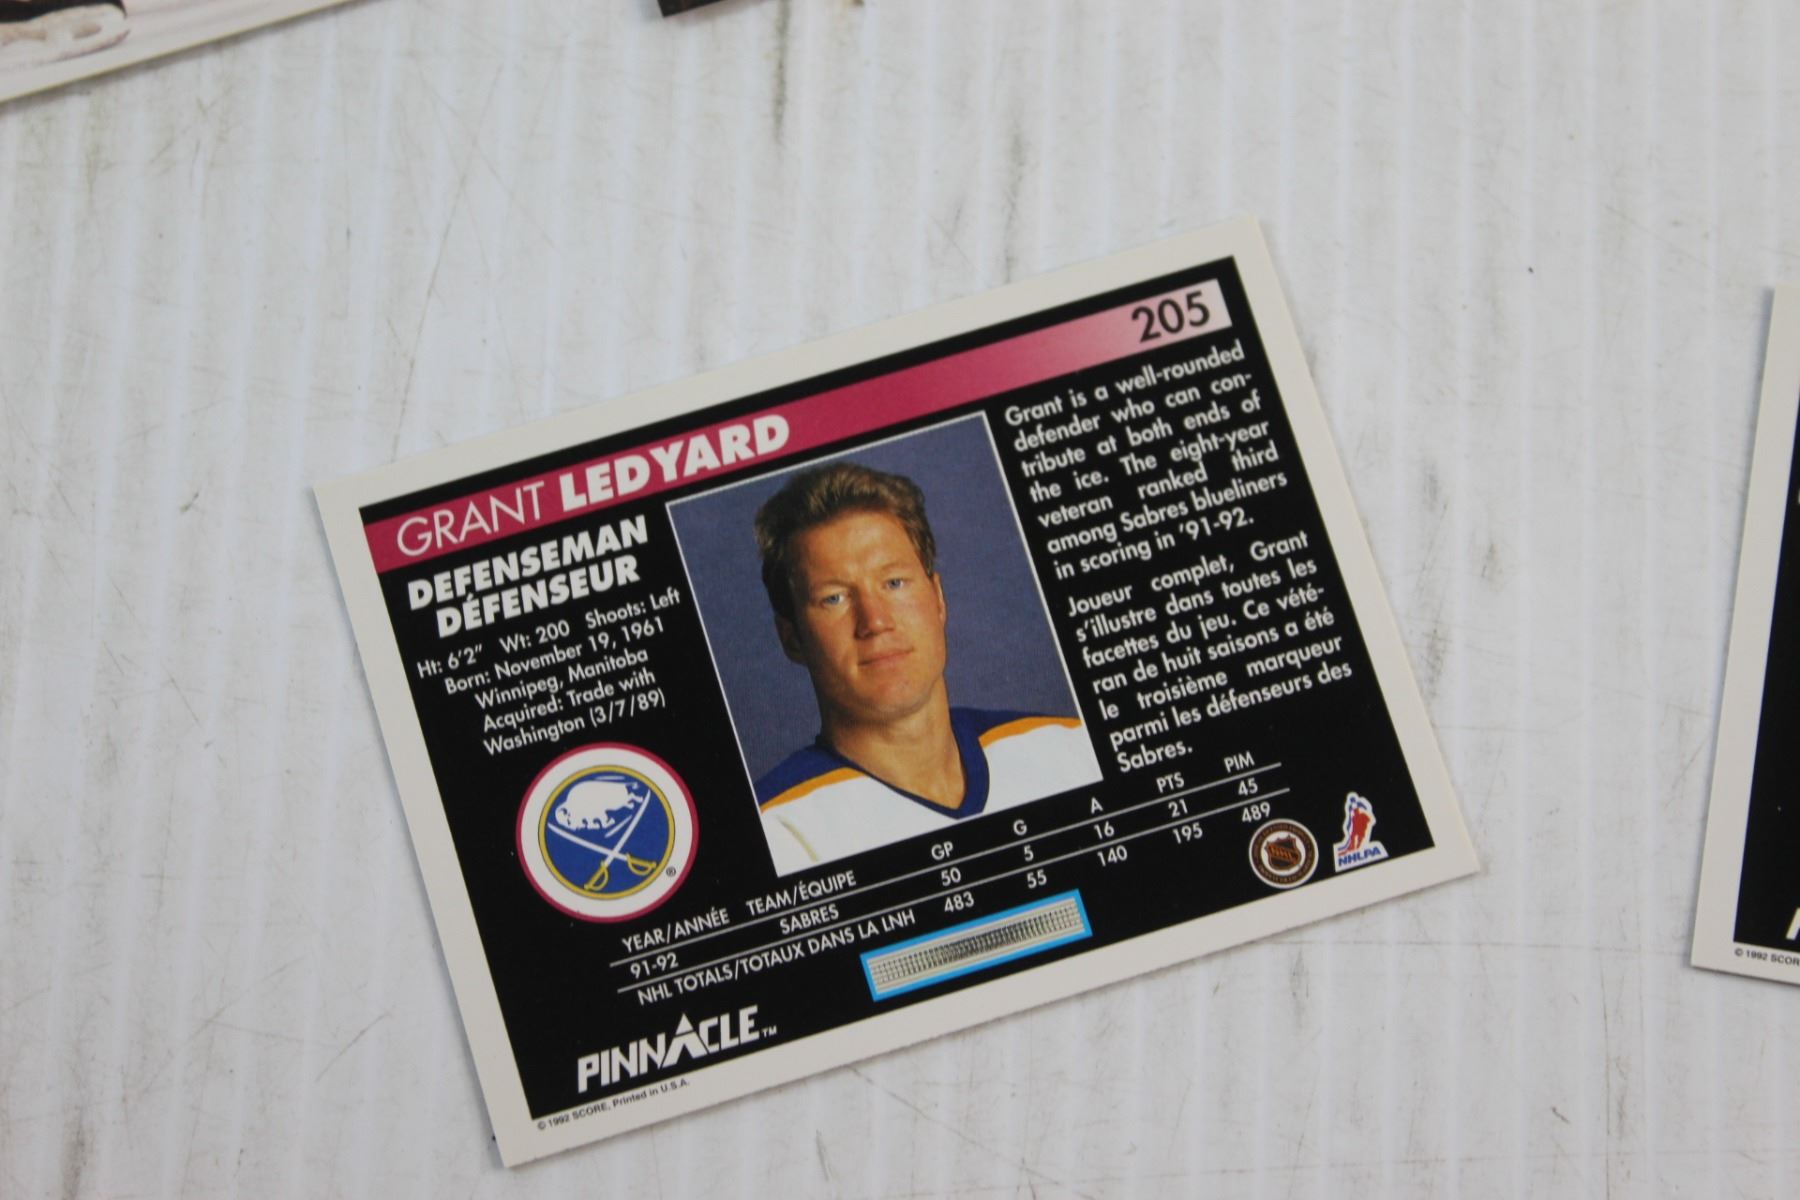 205
GRANT LEDYARD
DEFENSEMAN
DÉFENSEUR
Ht: 6'2" Wt: 200 Shoots: Left
Born: November 19, 1961
Winnipeg, Manitoba
Acquired: Trade with
Washington (3/7/89)
Grant is a well-rounded
defender who can con-
tribute at both ends of
the ice. The eight-year
veteran ranked third
among Sabres blueliners
in scoring in '91-92.
Joueur complet, Grant
s'illustre dans toutes les
facettes du jeu. Ce vété-
ran de huit saisons a été
le troisième marqueur
parmi les défenseurs des
Sabres.
YEAR/ANNÉE TEAM/ÉQUIPE GP G A PTS PIM
91-92 SABRES 50 5 16 21 45
NHL TOTALS/TOTAUX DANS LA LNH 483 55 140 195 489
®
NHL
NHLPA
PINNACLE™
© 1992 SCORE, Printed in U.S.A.
© 1992 SCOR